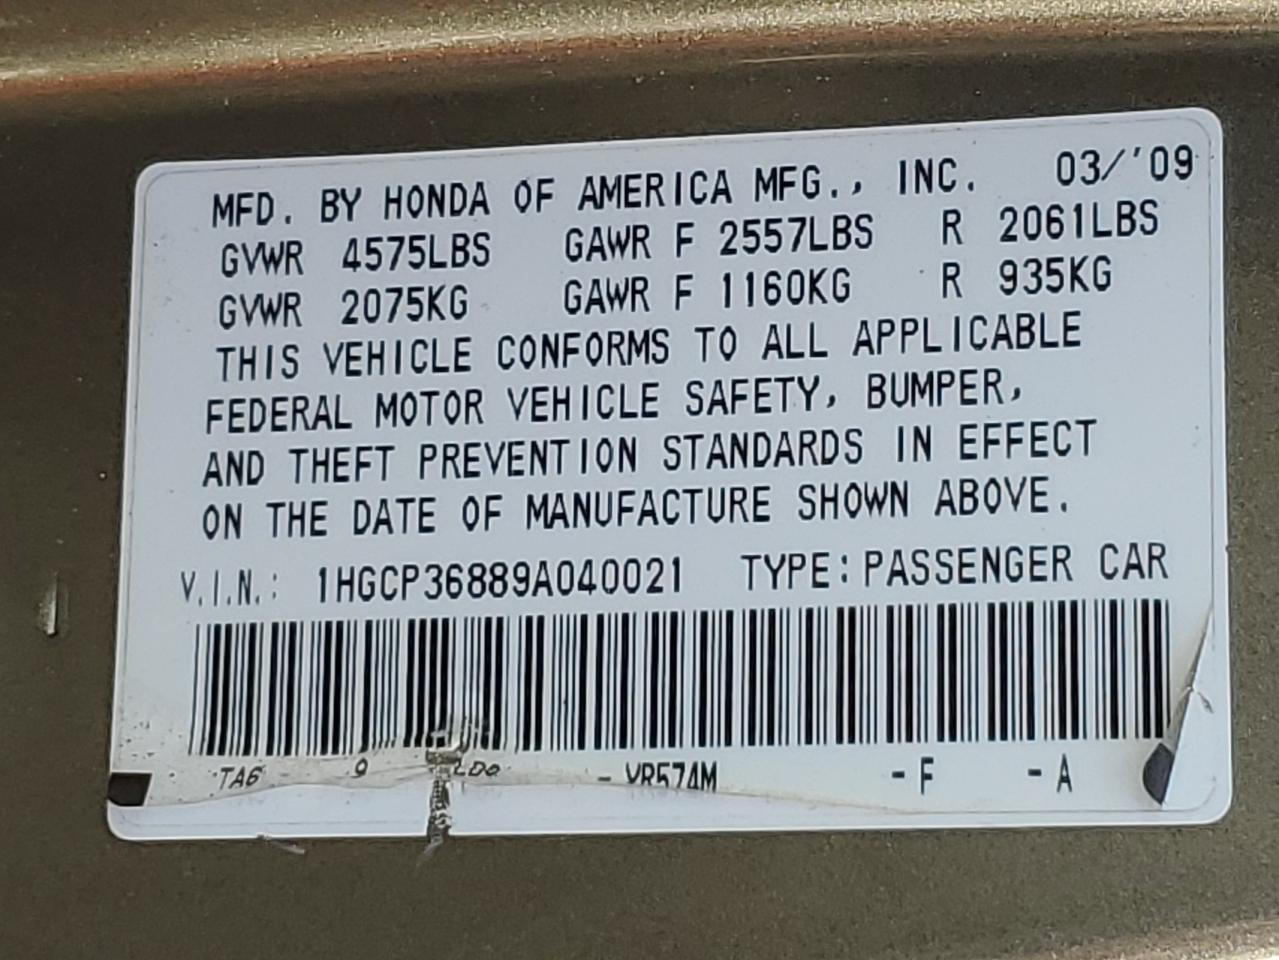 MFD. BY HONDA OF AMERICA MFG., INC. 03/'09
GVWR 4575LBS GAWR F 2557LBS R 2061LBS
GVWR 2075KG GAWR F 1160KG R 935KG
THIS VEHICLE CONFORMS TO ALL APPLICABLE
FEDERAL MOTOR VEHICLE SAFETY, BUMPER,
AND THEFT PREVENTION STANDARDS IN EFFECT
ON THE DATE OF MANUFACTURE SHOWN ABOVE.
V.I.N.: 1HGCP36889A040021 TYPE: PASSENGER CAR
TA6 - YR574M - F - A